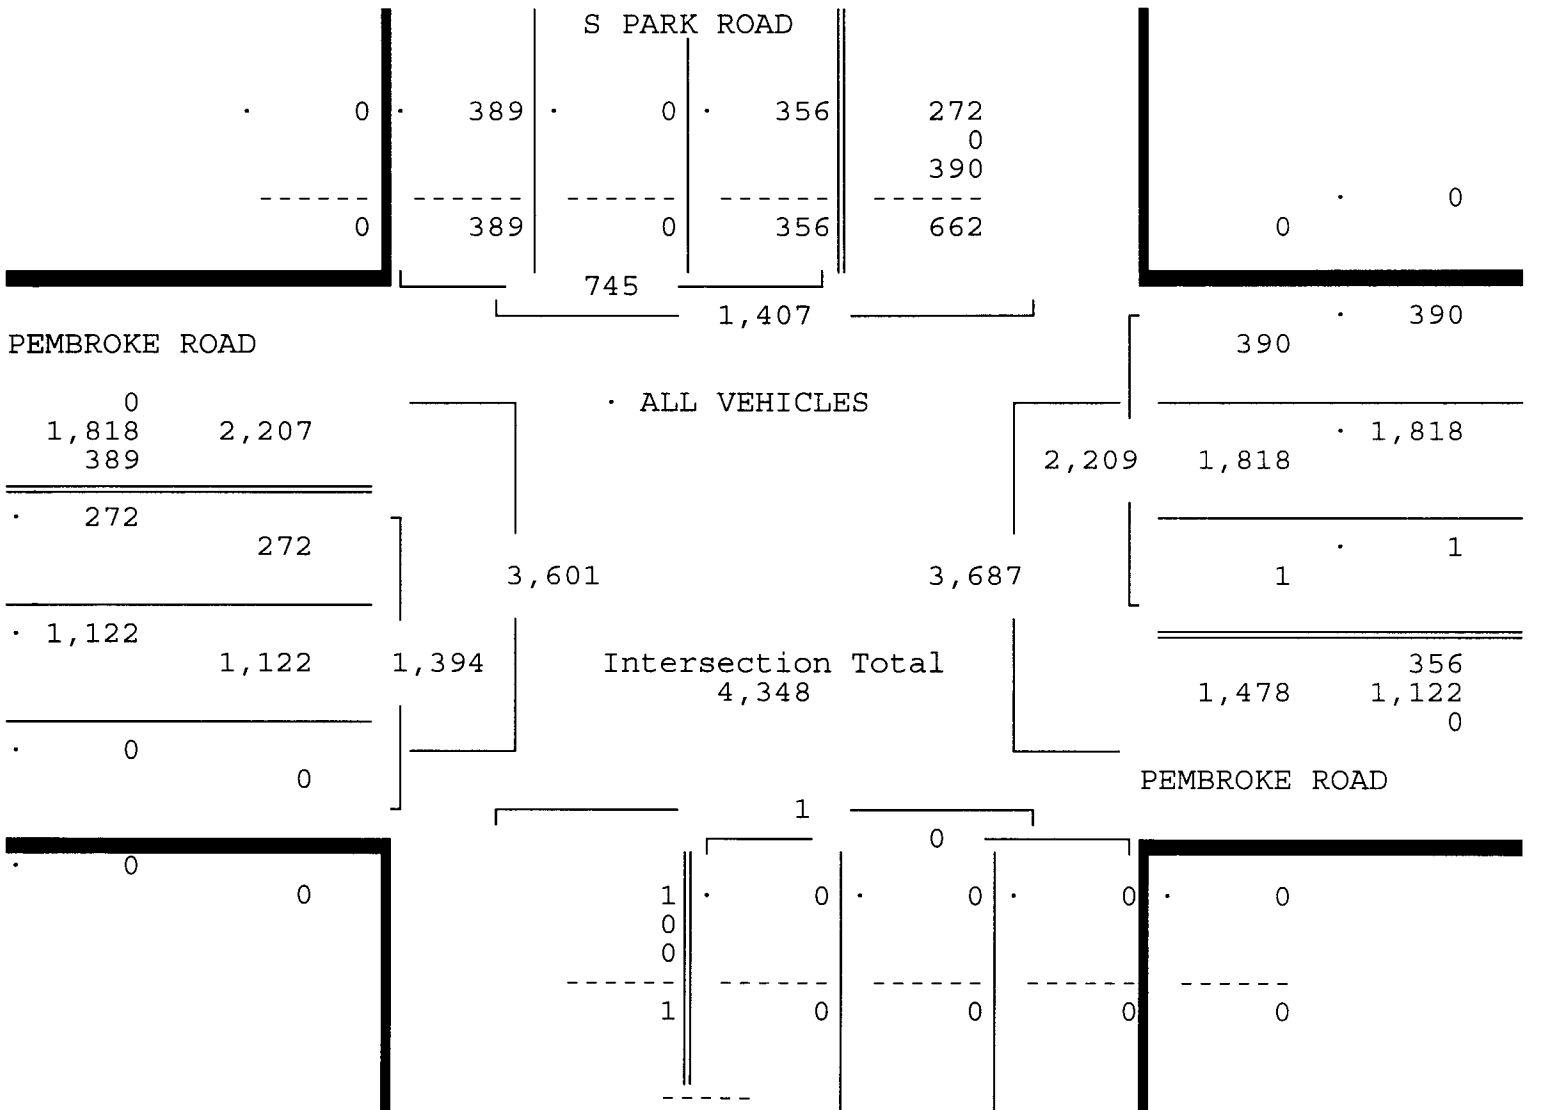 S PARK ROAD
· 0 · 389 · 0 · 356 272
0
390
------ ------ ------ ------ ------ · 0
0 389 0 356 662 0
745
1,407 · 390
PEMBROKE ROAD 390
0 · ALL VEHICLES
1,818 2,207 · 1,818
389 2,209 1,818
· 272
272 · 1
3,601 3,687 1
· 1,122
1,122 1,394 Intersection Total 356
4,348 1,478 1,122
0
· 0
0 PEMBROKE ROAD
1
0
· 0
0 1 · 0 · 0 · 0 · 0
0
0
------ ------ ------ ------ ------
1 0 0 0 0
-----